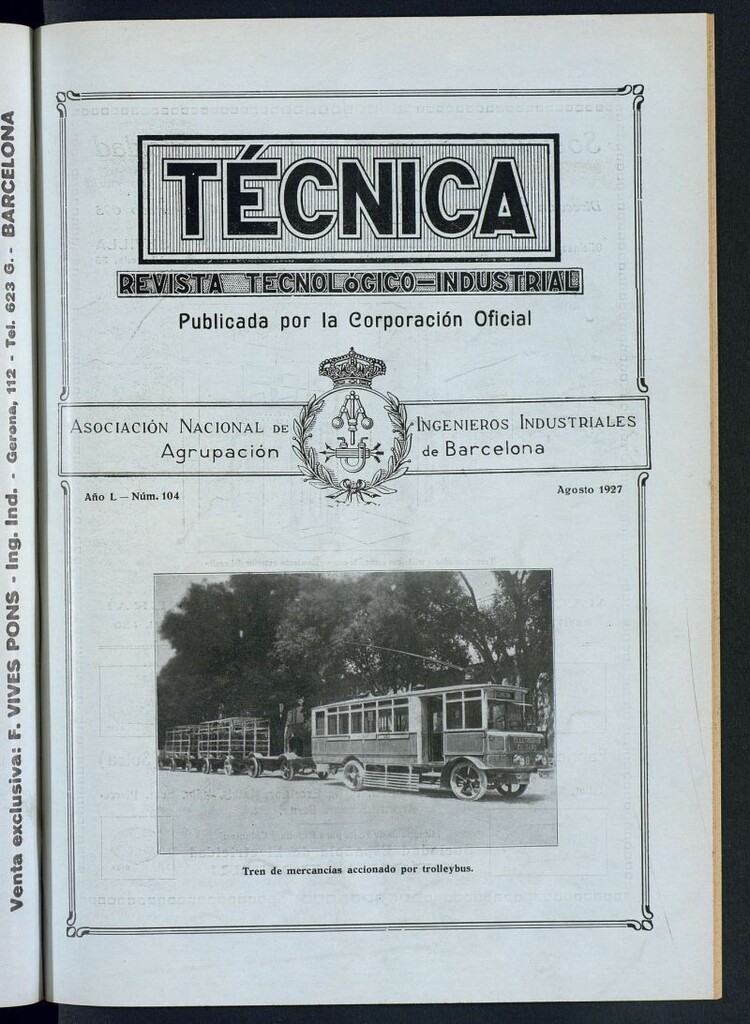 Venta exclusiva: F. VIVES PONS - Ing. Ind. - Gerona, 112 - Tel. 623 G. - BARCELONA
TÉCNICA
REVISTA TECNOLóGICO-INDUSTRIAL
Publicada por la Corporación Oficial
ASOCIACIÓN NACIONAL DE INGENIEROS INDUSTRIALES
Agrupación de Barcelona
Año L — Núm. 104
Agosto 1927
Tren de mercancías accionado por trolleybus.